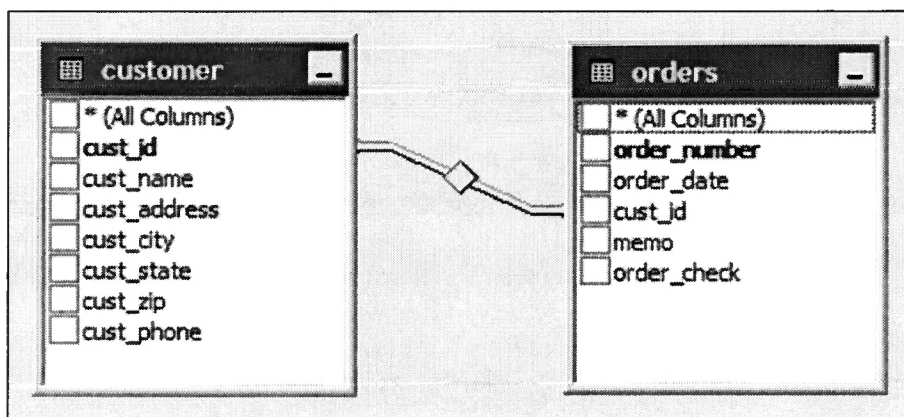 customer
* (All Columns)
cust_id
cust_name
cust_address
cust_city
cust_state
cust_zip
cust_phone
orders
* (All Columns)
order_number
order_date
cust_id
memo
order_check